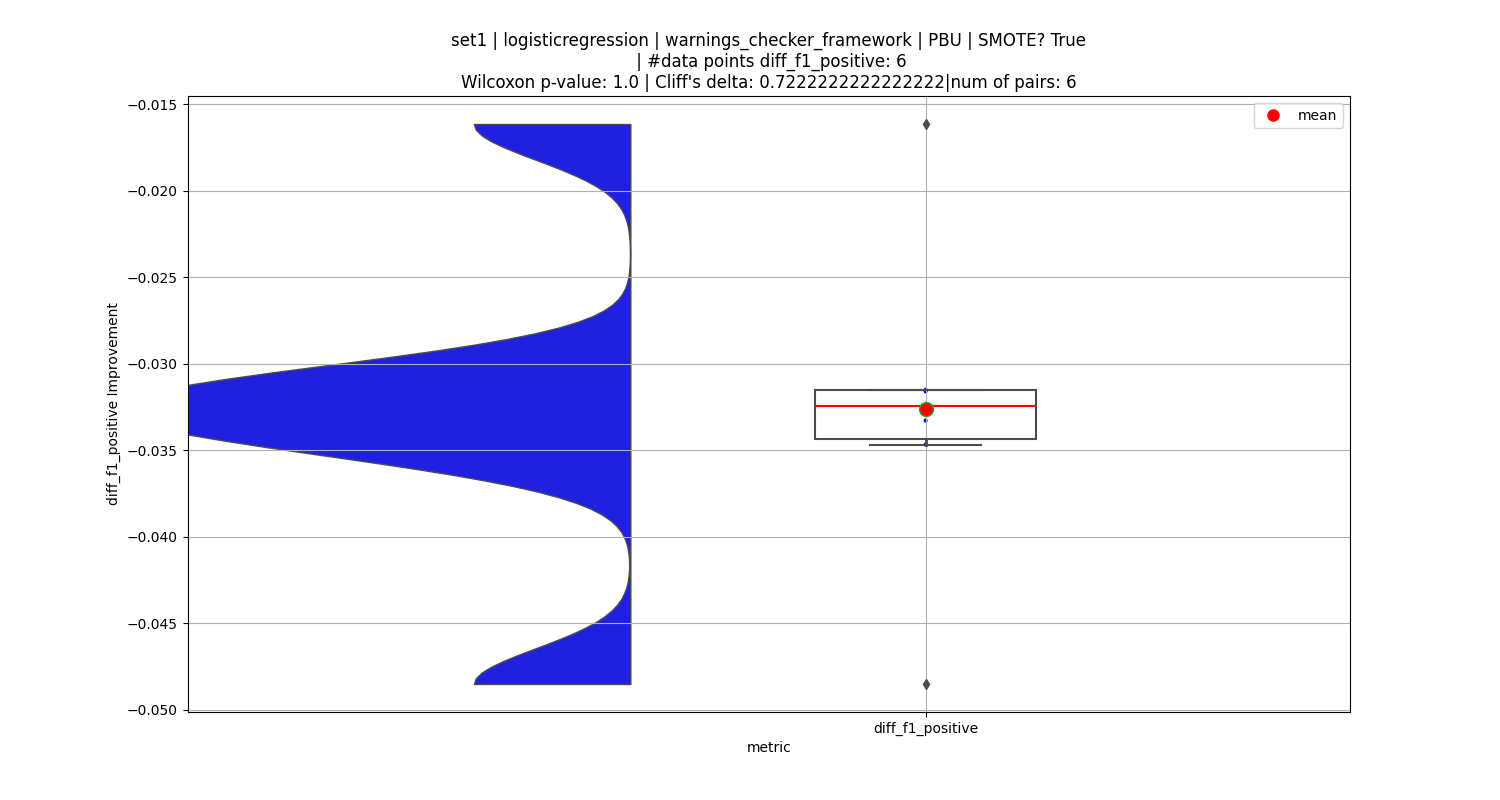 set1 | logisticregression | warnings_checker_framework | PBU | SMOTE? True
| #data points diff_f1_positive: 6
Wilcoxon p-value: 1.0 | Cliff's delta: 0.7222222222222222|num of pairs: 6
mean
−0.015
−0.020
−0.025
−0.030
−0.035
−0.040
−0.045
−0.050
diff_f1_positive Improvement
diff_f1_positive
metric